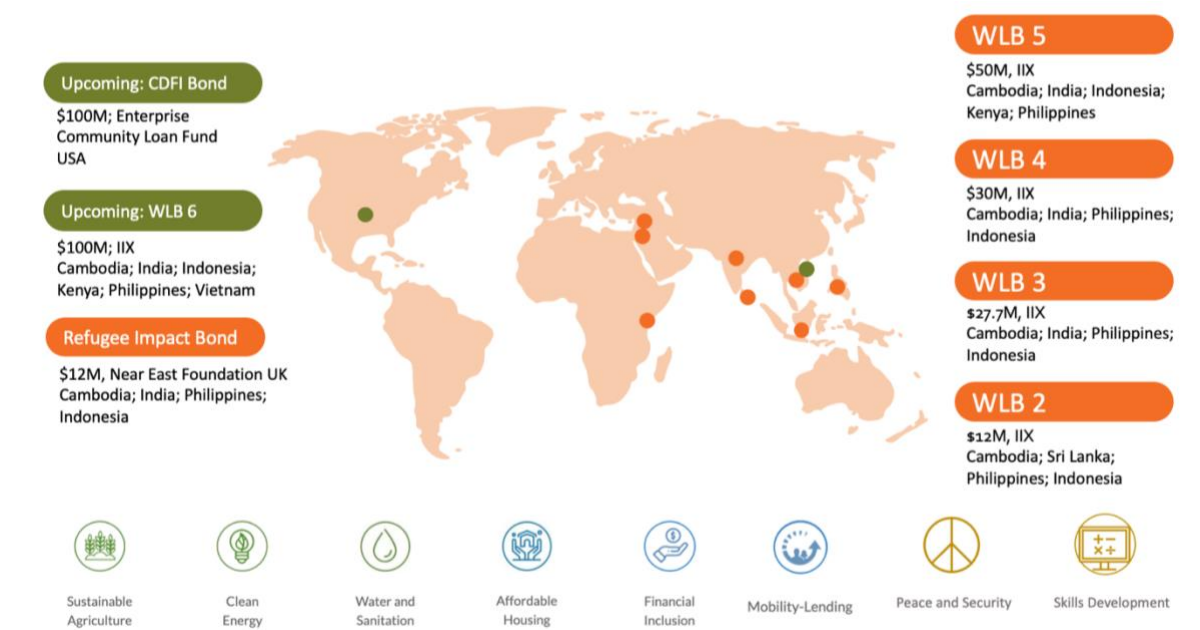 Upcoming: CDFI Bond
$100M; Enterprise
Community Loan Fund
USA
Upcoming: WLB 6
$100M; IIX
Cambodia; India; Indonesia;
Kenya; Philippines; Vietnam
Refugee Impact Bond
$12M, Near East Foundation UK
Cambodia; India; Philippines;
Indonesia
WLB 5
$50M, IIX
Cambodia; India; Indonesia;
Kenya; Philippines
WLB 4
$30M, IIX
Cambodia; India; Philippines;
Indonesia
WLB 3
$27.7M, IIX
Cambodia; India; Philippines;
Indonesia
WLB 2
$12M, IIX
Cambodia; Sri Lanka;
Philippines; Indonesia
Sustainable
Agriculture
Clean
Energy
Water and
Sanitation
Affordable
Housing
Financial
Inclusion
Mobility-Lending
Peace and Security
Skills Development